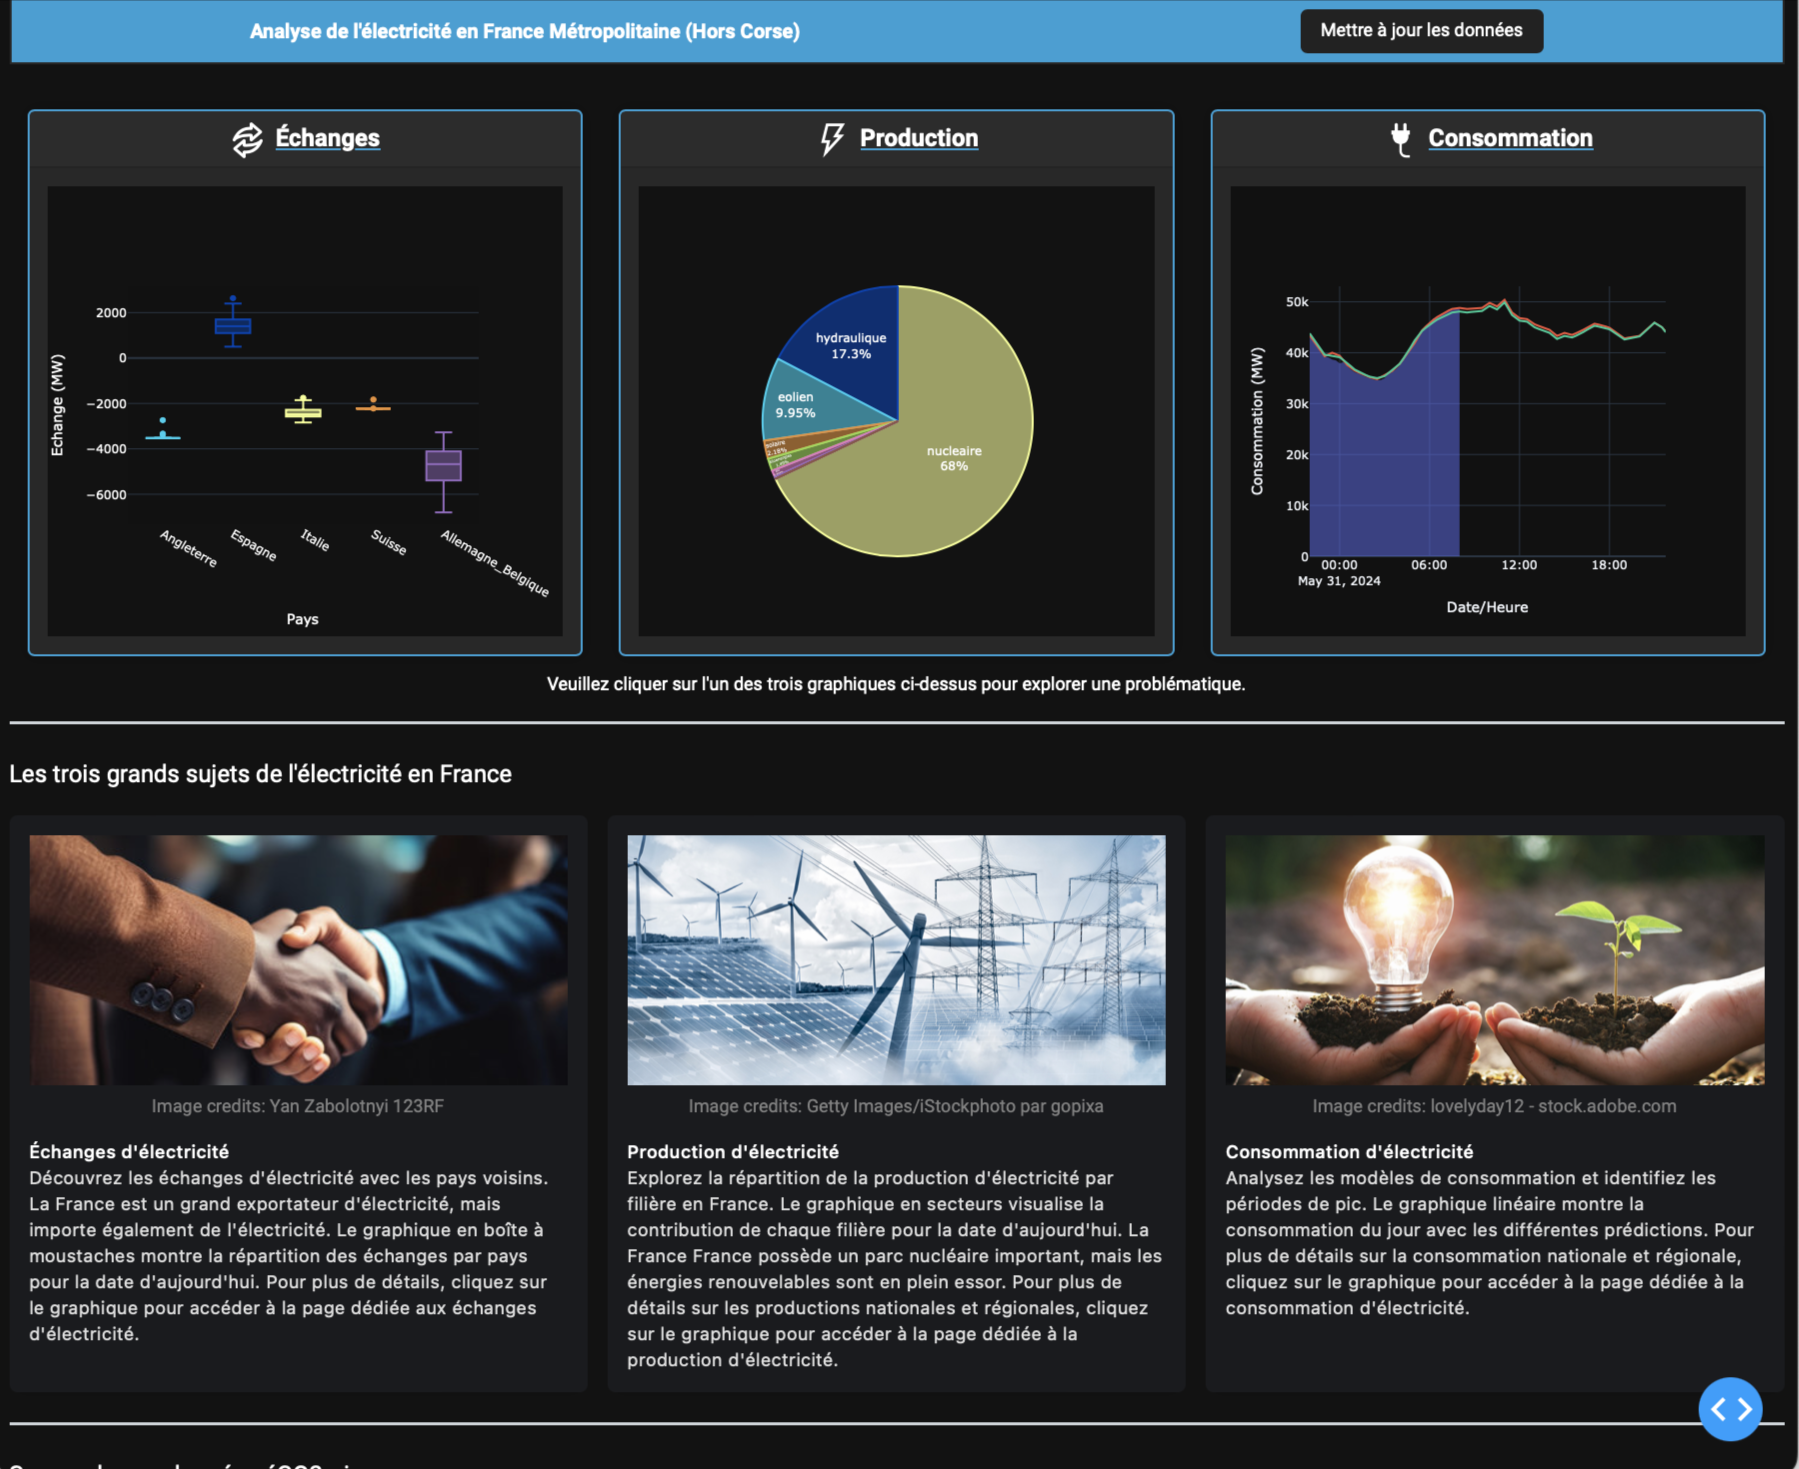 Analyse de l'électricité en France Métropolitaine (Hors Corse)
Mettre à jour les données
Échanges
Echange (MW)
2000
0
−2000
−4000
−6000
Angleterre
Espagne
Italie
Suisse
Allemagne_Belgique
Pays
Production
hydraulique
17.3%
eolien
9.95%
nucleaire
68%
Consommation
Consommation (MW)
50k
40k
30k
20k
10k
0
00:00
06:00
12:00
18:00
May 31, 2024
Date/Heure
Veuillez cliquer sur l'un des trois graphiques ci-dessus pour explorer une problématique.
Les trois grands sujets de l'électricité en France
Image credits: Yan Zabolotnyi 123RF
Échanges d'électricité
Découvrez les échanges d'électricité avec les pays voisins.
La France est un grand exportateur d'électricité, mais
importe également de l'électricité. Le graphique en boîte à
moustaches montre la répartition des échanges par pays
pour la date d'aujourd'hui. Pour plus de détails, cliquez sur
le graphique pour accéder à la page dédiée aux échanges
d'électricité.
Image credits: Getty Images/iStockphoto par gopixa
Production d'électricité
Explorez la répartition de la production d'électricité par
filière en France. Le graphique en secteurs visualise la
contribution de chaque filière pour la date d'aujourd'hui. La
France France possède un parc nucléaire important, mais les
énergies renouvelables sont en plein essor. Pour plus de
détails sur les productions nationales et régionales, cliquez
sur le graphique pour accéder à la page dédiée à la
production d'électricité.
Image credits: lovelyday12 - stock.adobe.com
Consommation d'électricité
Analysez les modèles de consommation et identifiez les
périodes de pic. Le graphique linéaire montre la
consommation du jour avec les différentes prédictions. Pour
plus de détails sur la consommation nationale et régionale,
cliquez sur le graphique pour accéder à la page dédiée à la
consommation d'électricité.